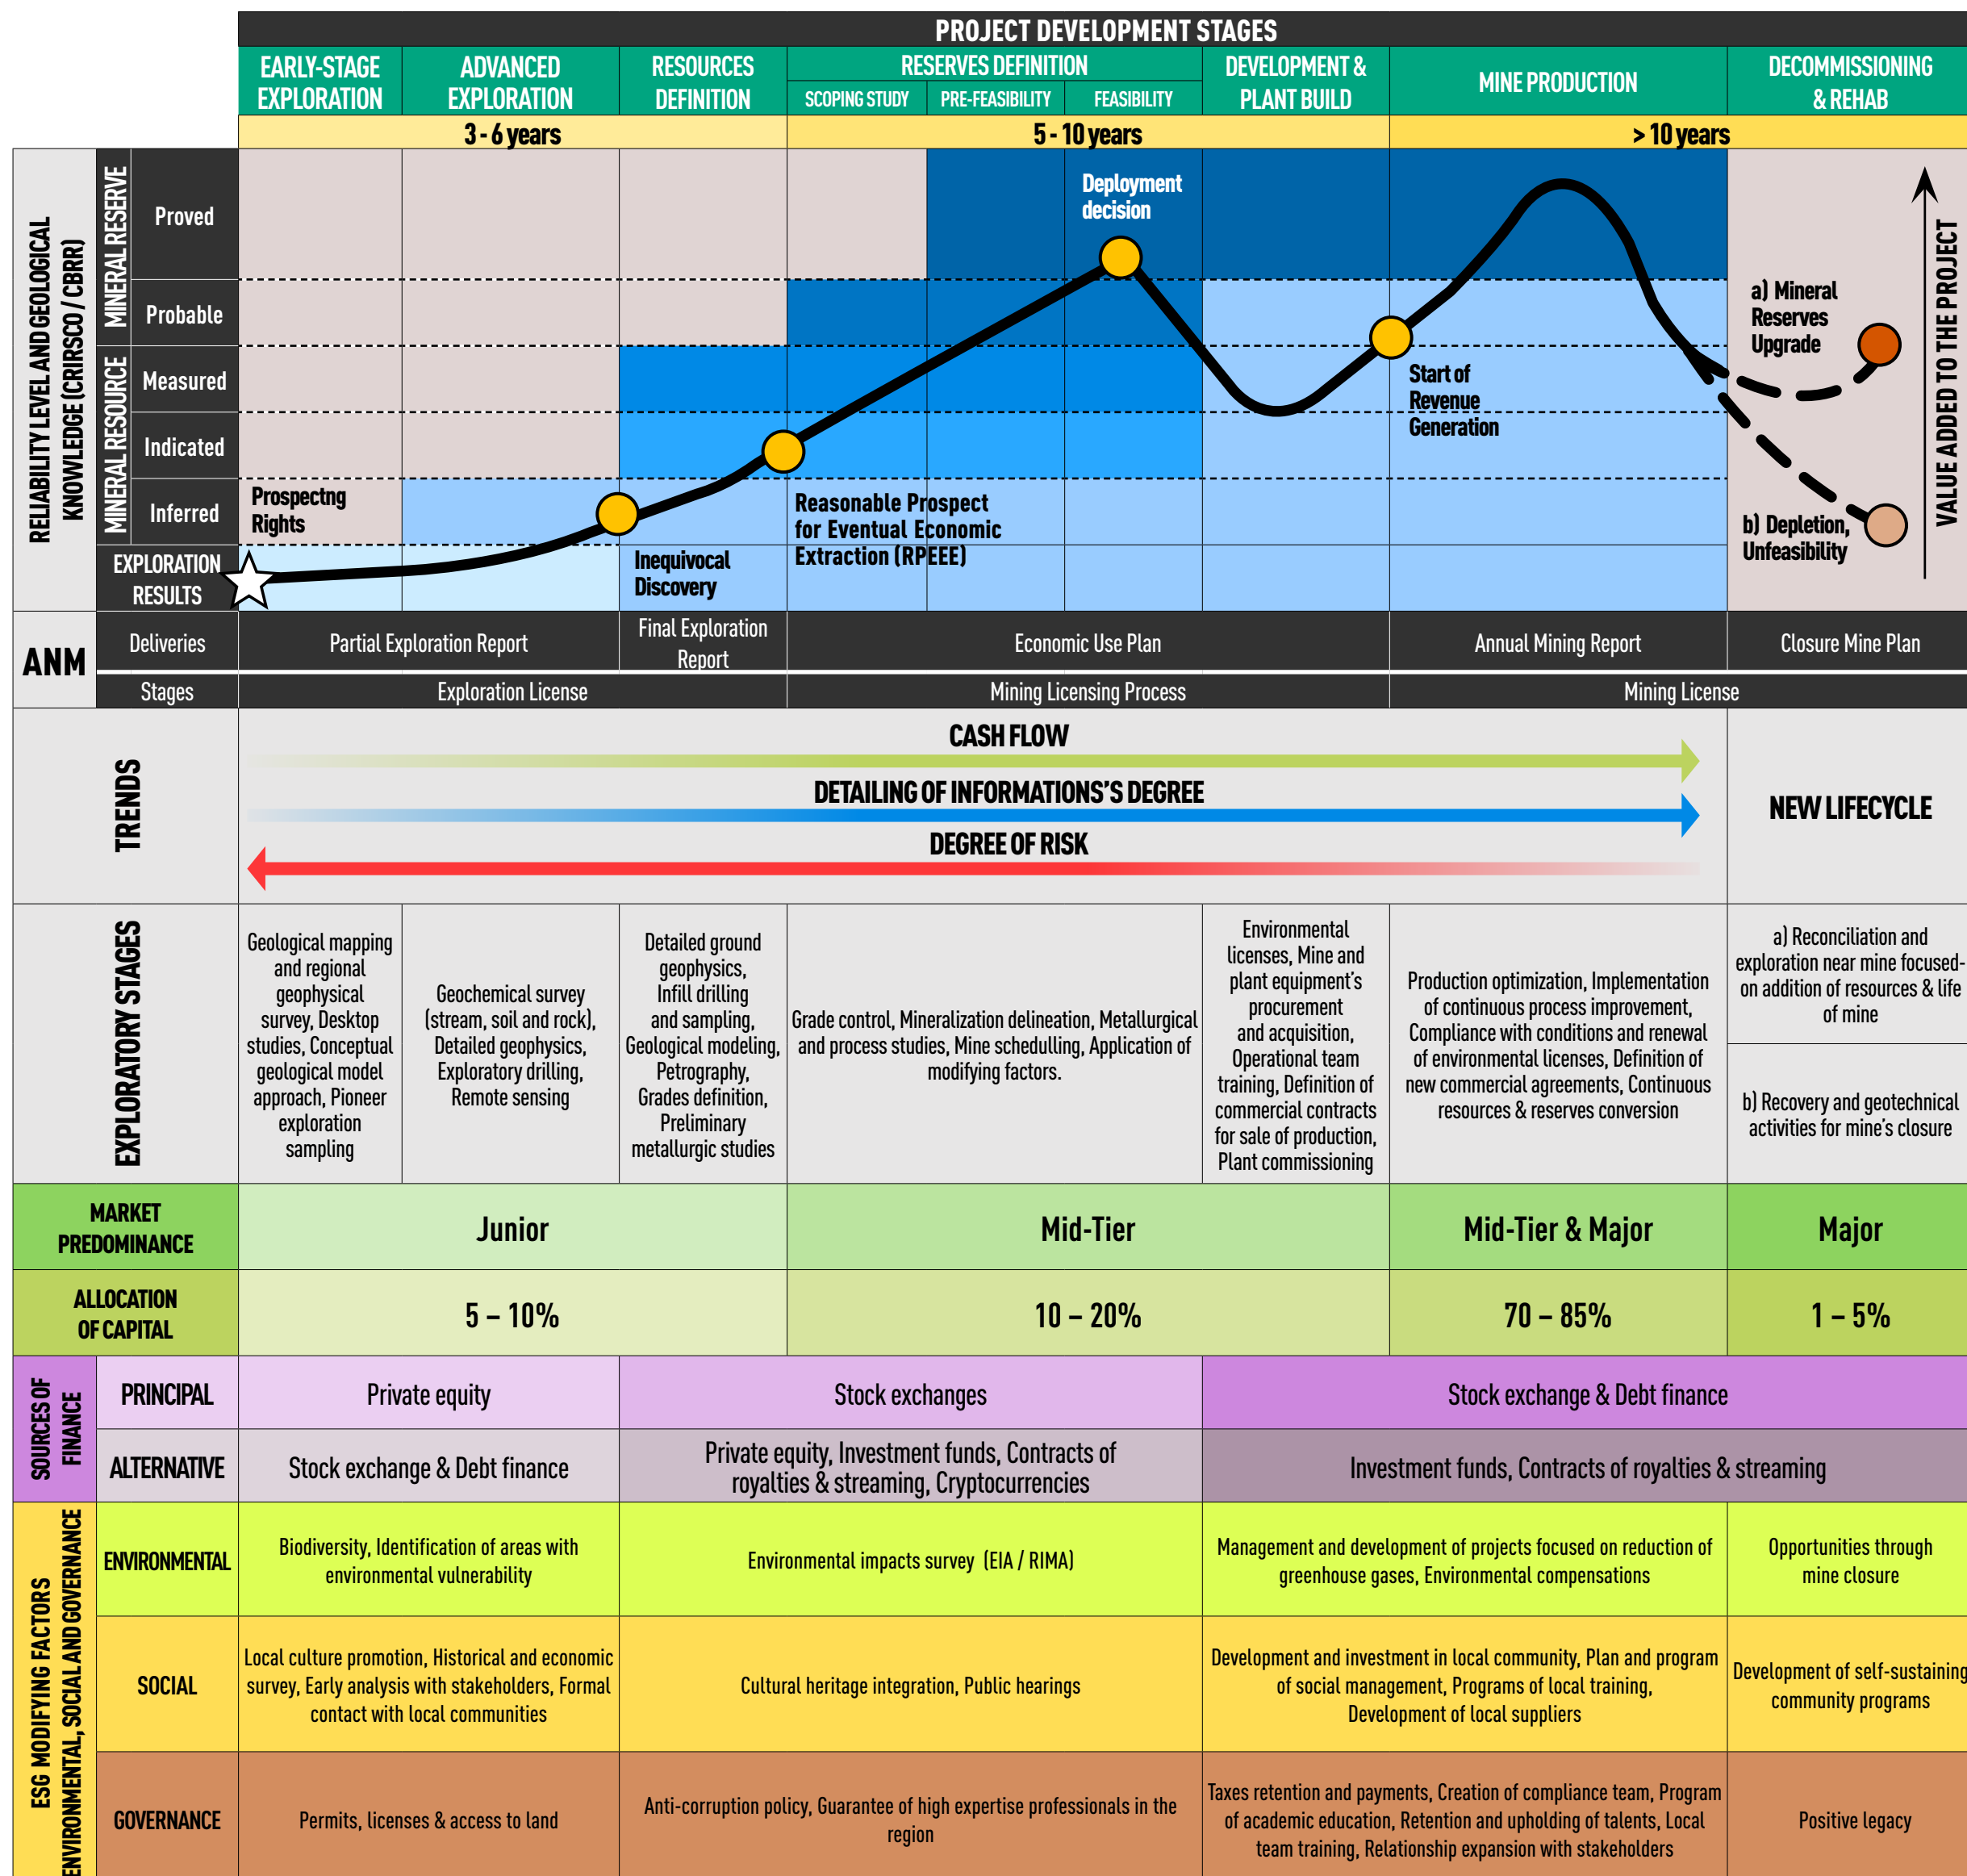 PROJECT DEVELOPMENT STAGES
EARLY-STAGE
EXPLORATION
ADVANCED
EXPLORATION
RESOURCES
DEFINITION
RESERVES DEFINITION
SCOPING STUDY
PRE-FEASIBILITY
FEASIBILITY
DEVELOPMENT &
PLANT BUILD
MINE PRODUCTION
DECOMMISSIONING
& REHAB
3 - 6 years
5 - 10 years
> 10 years
RELIABILITY LEVEL AND GEOLOGICAL
KNOWLEDGE (CRIRSCO / CBRR)
MINERAL RESERVE
Proved
Probable
MINERAL RESOURCE
Measured
Indicated
Inferred
EXPLORATION
RESULTS
Prospectng
Rights
Inequivocal
Discovery
Reasonable Prospect
for Eventual Economic
Extraction (RPEEE)
Deployment
decision
Start of
Revenue
Generation
a) Mineral
Reserves
Upgrade
b) Depletion,
Unfeasibility
VALUE ADDED TO THE PROJECT
ANM
Deliveries
Partial Exploration Report
Final Exploration
Report
Economic Use Plan
Annual Mining Report
Closure Mine Plan
Stages
Exploration License
Mining Licensing Process
Mining License
TRENDS
CASH FLOW
DETAILING OF INFORMATIONS'S DEGREE
DEGREE OF RISK
NEW LIFECYCLE
EXPLORATORY STAGES
Geological mapping
and regional
geophysical
survey, Desktop
studies, Conceptual
geological model
approach, Pioneer
exploration
sampling
Geochemical survey
(stream, soil and rock),
Detailed geophysics,
Exploratory drilling,
Remote sensing
Detailed ground
geophysics,
Infill drilling
and sampling,
Geological modeling,
Petrography,
Grades definition,
Preliminary
metallurgic studies
Grade control, Mineralization delineation, Metallurgical
and process studies, Mine schedulling, Application of
modifying factors.
Environmental
licenses, Mine and
plant equipment's
procurement
and acquisition,
Operational team
training, Definition of
commercial contracts
for sale of production,
Plant commissioning
Production optimization, Implementation
of continuous process improvement,
Compliance with conditions and renewal
of environmental licenses, Definition of
new commercial agreements, Continuous
resources & reserves conversion
a) Reconciliation and
exploration near mine focused-
on addition of resources & life
of mine
b) Recovery and geotechnical
activities for mine's closure
MARKET
PREDOMINANCE
Junior
Mid-Tier
Mid-Tier & Major
Major
ALLOCATION
OF CAPITAL
5 – 10%
10 – 20%
70 – 85%
1 – 5%
SOURCES OF
FINANCE
PRINCIPAL
Private equity
Stock exchanges
Stock exchange & Debt finance
ALTERNATIVE
Stock exchange & Debt finance
Private equity, Investment funds, Contracts of
royalties & streaming, Cryptocurrencies
Investment funds, Contracts of royalties & streaming
ESG MODIFYING FACTORS
ENVIRONMENTAL, SOCIAL AND GOVERNANCE
ENVIRONMENTAL
Biodiversity, Identification of areas with
environmental vulnerability
Environmental impacts survey (EIA / RIMA)
Management and development of projects focused on reduction of
greenhouse gases, Environmental compensations
Opportunities through
mine closure
SOCIAL
Local culture promotion, Historical and economic
survey, Early analysis with stakeholders, Formal
contact with local communities
Cultural heritage integration, Public hearings
Development and investment in local community, Plan and program
of social management, Programs of local training,
Development of local suppliers
Development of self-sustaining
community programs
GOVERNANCE
Permits, licenses & access to land
Anti-corruption policy, Guarantee of high expertise professionals in the
region
Taxes retention and payments, Creation of compliance team, Program
of academic education, Retention and upholding of talents, Local
team training, Relationship expansion with stakeholders
Positive legacy